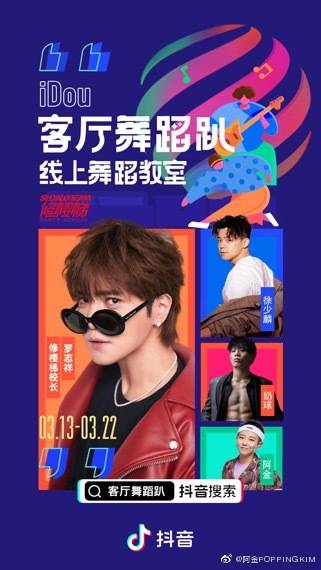 iDou
客厅舞蹈趴
线上舞蹈教室
徐少麟
罗志祥
修楼梯校长
奶球
03.13-03.22
阿金
客厅舞蹈趴 抖音搜索
抖音
@阿金POPPINGKIM